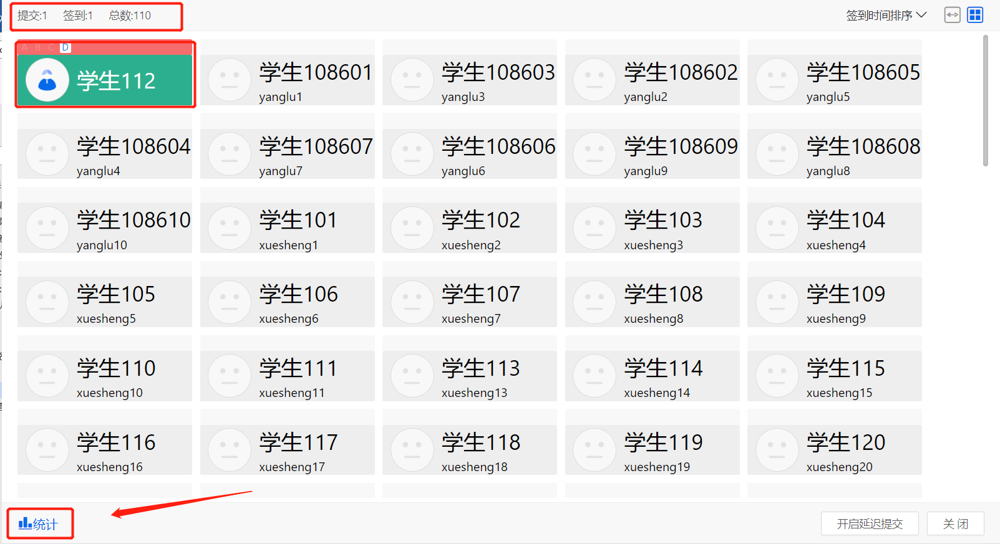 提交:1 签到:1 总数:110 签到时间排序
A B C D
学生112 学生108601 学生108603 学生108602 学生108605
yanglu1 yanglu3 yanglu2 yanglu5
学生108604 学生108607 学生108606 学生108609 学生108608
yanglu4 yanglu7 yanglu6 yanglu9 yanglu8
学生108610 学生101 学生102 学生103 学生104
yanglu10 xuesheng1 xuesheng2 xuesheng3 xuesheng4
学生105 学生106 学生107 学生108 学生109
xuesheng5 xuesheng6 xuesheng7 xuesheng8 xuesheng9
学生110 学生111 学生113 学生114 学生115
xuesheng10 xuesheng11 xuesheng13 xuesheng14 xuesheng15
学生116 学生117 学生118 学生119 学生120
xuesheng16 xuesheng17 xuesheng18 xuesheng19 xuesheng20
统计 开启延迟提交 关 闭